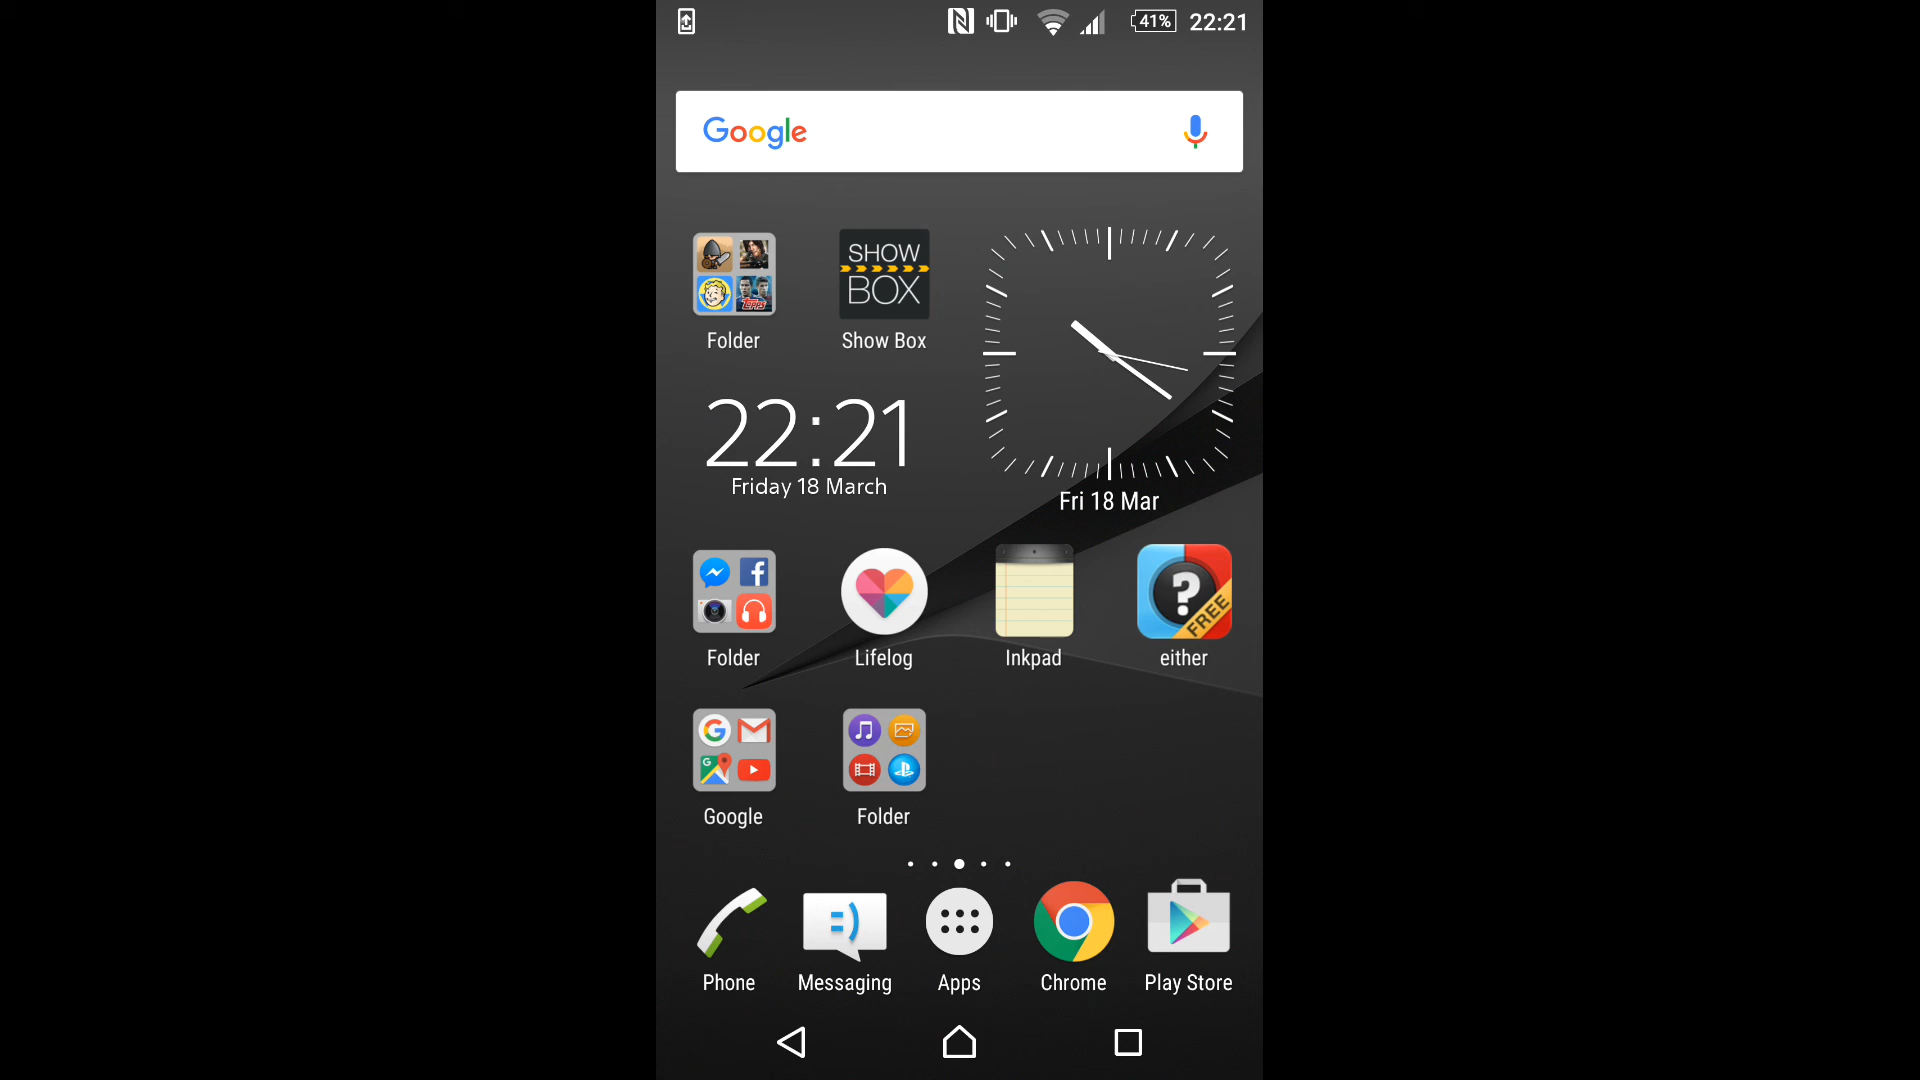 41% 22:21
Google
SHOW
BOX
TOPPS
Folder
Show Box
22:21
Friday 18 March
Fri 18 Mar
?
FREE
Folder
Lifelog
Inkpad
either
G
G
Google
Folder
=)
Phone
Messaging
Apps
Chrome
Play Store